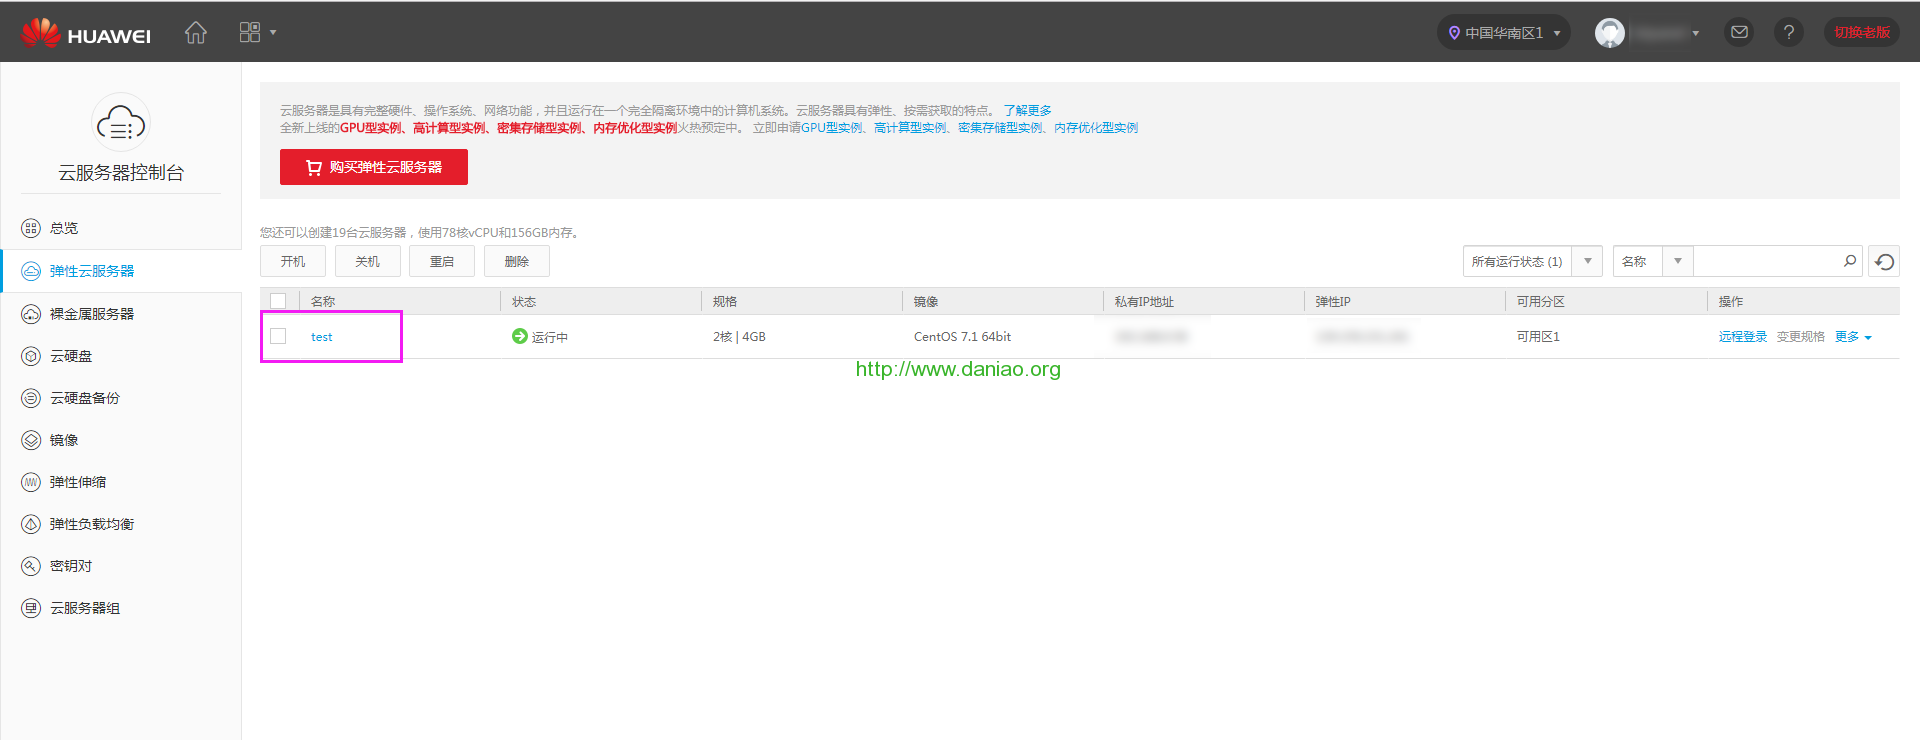 HUAWEI
中国华南区1
?
切换老版
云服务器控制台
总览
弹性云服务器
裸金属服务器
云硬盘
云硬盘备份
镜像
弹性伸缩
弹性负载均衡
密钥对
云服务器组
云服务器是具有完整硬件、操作系统、网络功能，并且运行在一个完全隔离环境中的计算机系统。云服务器具有弹性、按需获取的特点。 了解更多
全新上线的GPU型实例、高计算型实例、密集存储型实例、内存优化型实例火热预定中。 立即申请GPU型实例、高计算型实例、密集存储型实例、内存优化型实例
购买弹性云服务器
您还可以创建19台云服务器，使用78核vCPU和156GB内存。
开机 关机 重启 删除 所有运行状态 (1) 名称
名称 状态 规格 镜像 私有IP地址 弹性IP 可用分区 操作
test 运行中 2核 | 4GB CentOS 7.1 64bit 可用区1 远程登录 变更规格 更多
http://www.daniao.org